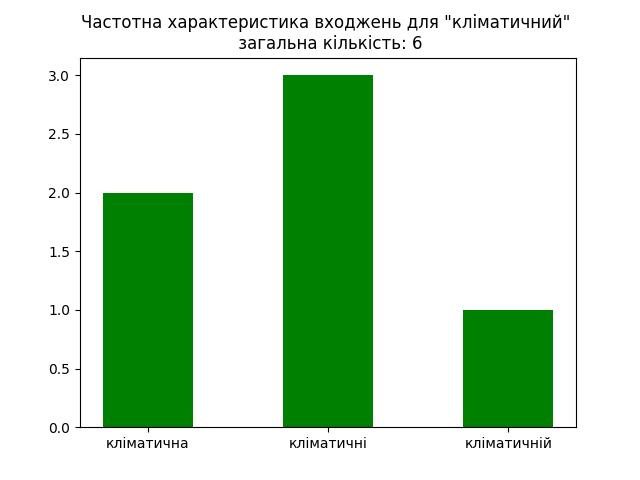 Частотна характеристика входжень для "кліматичний"
загальна кількість: 6
3.0
2.5
2.0
1.5
1.0
0.5
0.0
кліматична кліматичні кліматичній